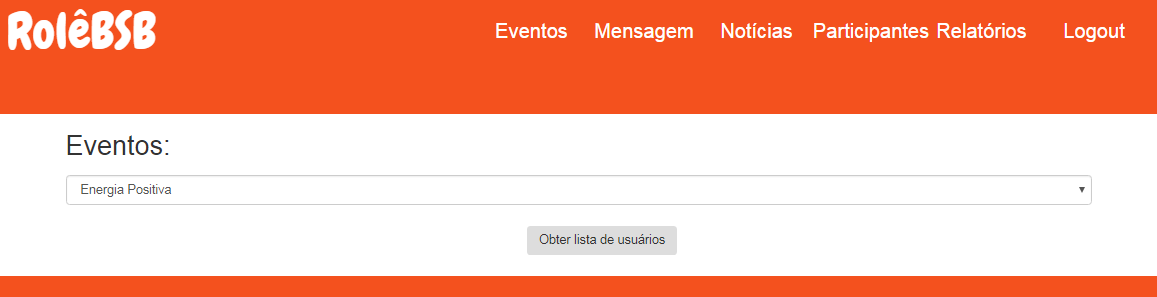 RolêBSB
Eventos Mensagem Notícias Participantes Relatórios Logout
Eventos:
Energia Positiva
Obter lista de usuários